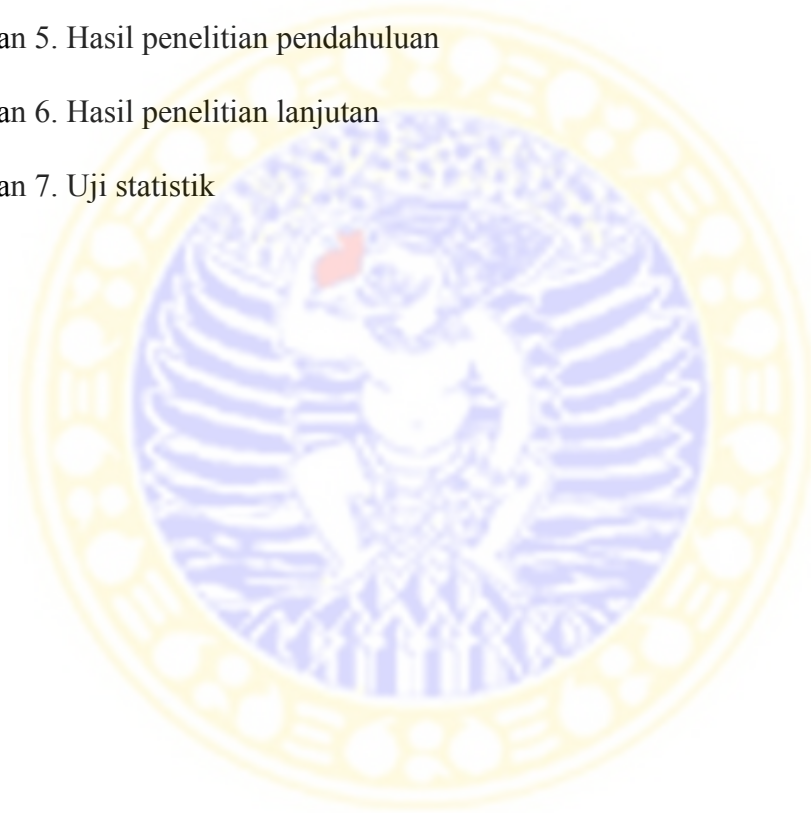 an 5. Hasil penelitian pendahuluan
an 6. Hasil penelitian lanjutan
an 7. Uji statistik